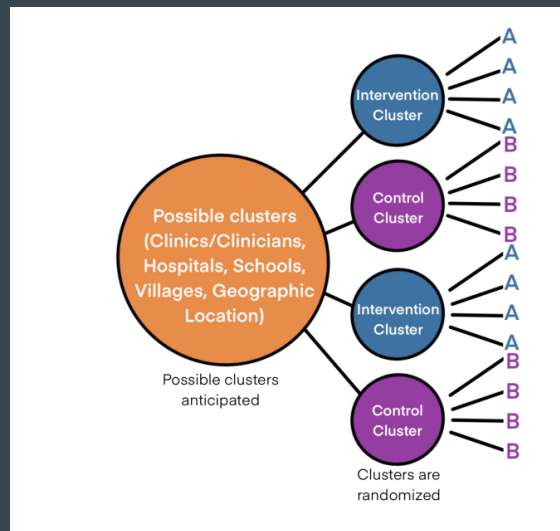 Possible clusters
(Clinics/Clinicians,
Hospitals, Schools,
Villages, Geographic
Location)
Possible clusters
anticipated
Intervention
Cluster
A
A
A
A
Control
Cluster
B
B
B
B
Intervention
Cluster
A
A
A
A
Control
Cluster
B
B
B
B
Clusters are
randomized